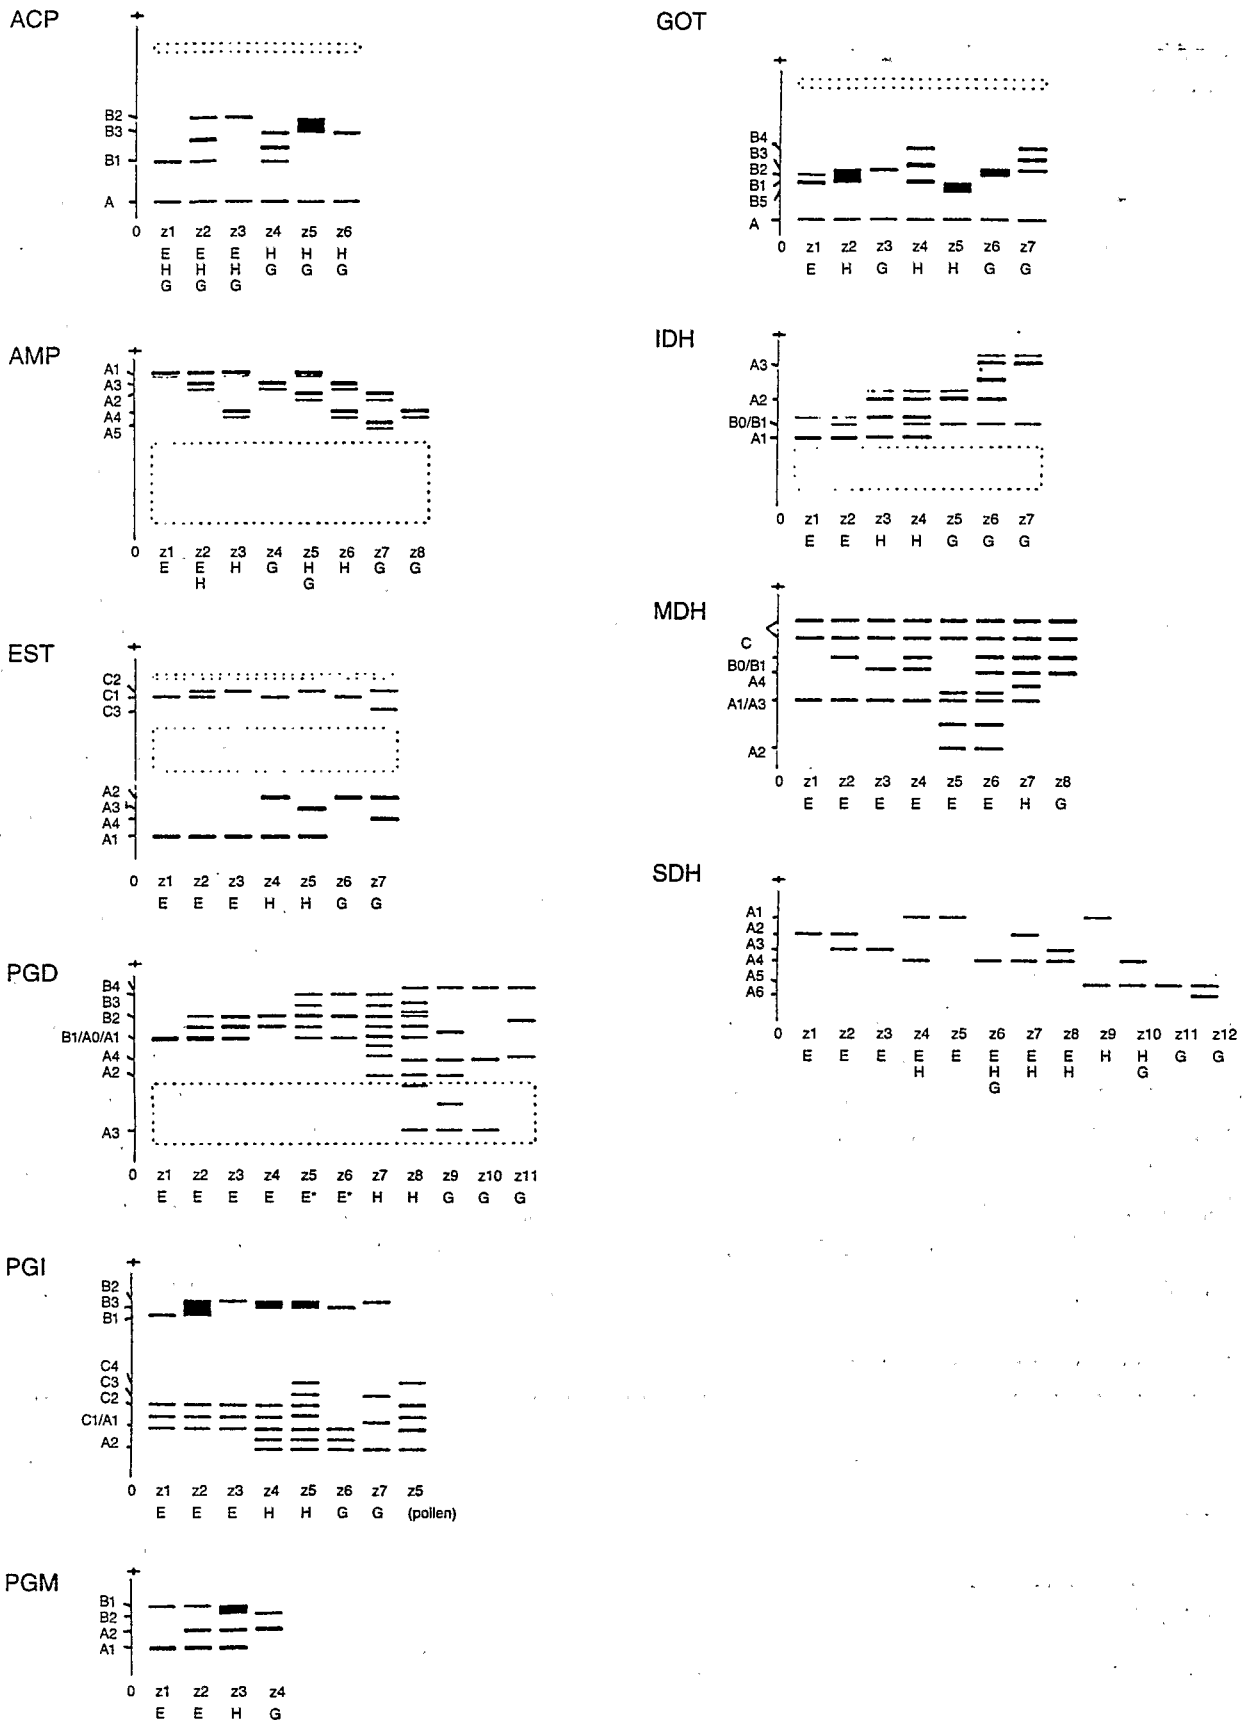 ACP
+
B2
B3
B1
A
0 z1 z2 z3 z4 z5 z6
E E E H H H
H H H G G G
G G G
AMP
+
A1
A3
A2
A4
A5
0 z1 z2 z3 z4 z5 z6 z7 z8
E E H G H H G G
H G
EST
+
C2
C1
C3
A2
A3
A4
A1
0 z1 z2 z3 z4 z5 z6 z7
E E E H H G G
PGD
+
B4
B3
B2
B1/A0/A1
A4
A2
A3
0 z1 z2 z3 z4 z5 z6 z7 z8 z9 z10 z11
E E E E E* E* H H G G G
PGI
+
B2
B3
B1
C4
C3
C2
C1/A1
A2
0 z1 z2 z3 z4 z5 z6 z7 z5
E E E H H G G (pollen)
PGM
+
B1
B2
A2
A1
0 z1 z2 z3 z4
E E H G
GOT
+
B4
B3
B2
B1
B5
A
0 z1 z2 z3 z4 z5 z6 z7
E H G H H G G
IDH
+
A3
A2
B0/B1
A1
0 z1 z2 z3 z4 z5 z6 z7
E E H H G G G
MDH
+
C
B0/B1
A4
A1/A3
A2
0 z1 z2 z3 z4 z5 z6 z7 z8
E E E E E E H G
SDH
+
A1
A2
A3
A4
A5
A6
0 z1 z2 z3 z4 z5 z6 z7 z8 z9 z10 z11 z12
E E E E E E E E H H G G
H H H H G
G